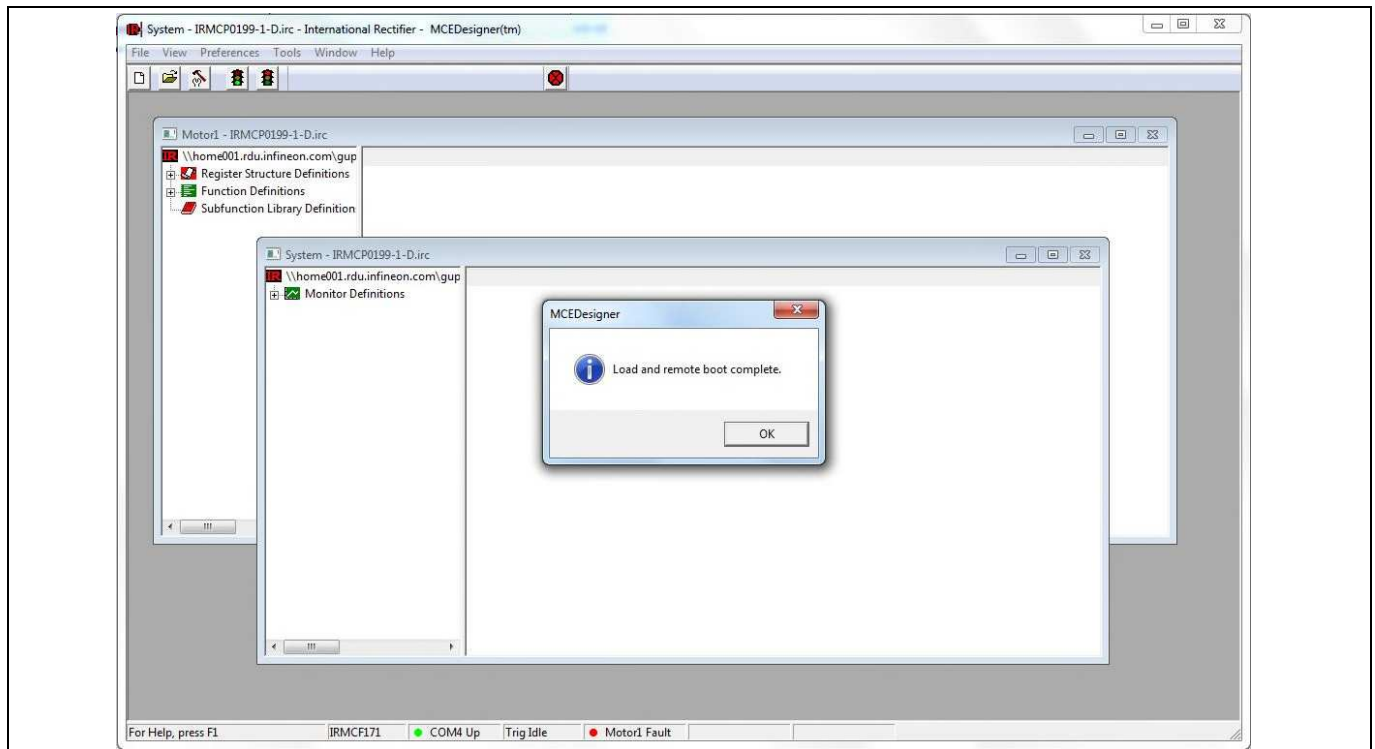 System - IRMCP0199-1-D.irc - International Rectifier - MCEDesigner(tm)
File View Preferences Tools Window Help
Motor1 - IRMCP0199-1-D.irc
IR \\home001.rdu.infineon.com\gup
Register Structure Definitions
Function Definitions
Subfunction Library Definition
System - IRMCP0199-1-D.irc
IR \\home001.rdu.infineon.com\gup
Monitor Definitions
MCEDesigner
Load and remote boot complete.
OK
For Help, press F1 IRMCF171 COM4 Up Trig Idle Motor1 Fault